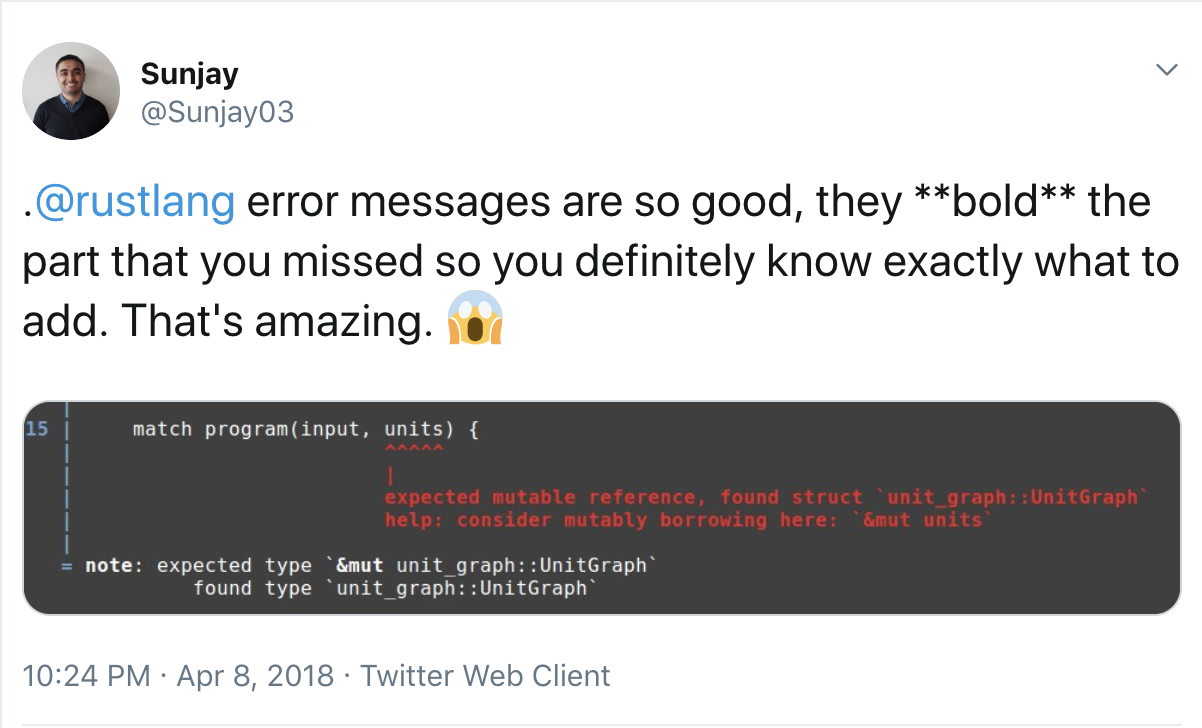 Sunjay
@Sunjay03
.@rustlang error messages are so good, they **bold** the
part that you missed so you definitely know exactly what to
add. That's amazing. 😱
15 |     match program(input, units) {
|                          ^^^^^
|                          |
|                          expected mutable reference, found struct `unit_graph::UnitGraph`
|                          help: consider mutably borrowing here: `&mut units`
|
= note: expected type `&mut unit_graph::UnitGraph`
found type `unit_graph::UnitGraph`
10:24 PM · Apr 8, 2018 · Twitter Web Client